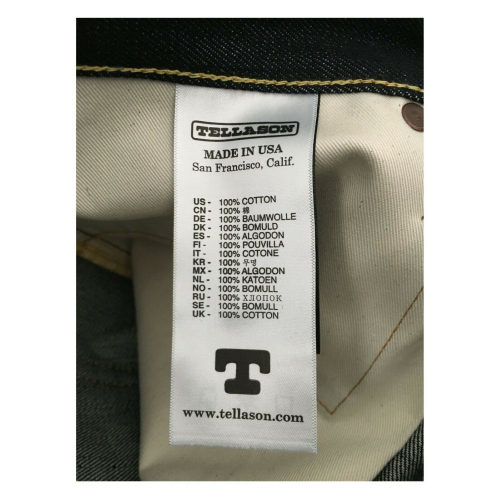 TELLASON
MADE IN USA
San Francisco, Calif.
US - 100% COTTON
CN - 100% 棉
DE - 100% BAUMWOLLE
DK - 100% BOMULD
ES - 100% ALGODON
FI - 100% POUVILLA
IT - 100% COTONE
KR - 100% 무명
MX - 100% ALGODON
NL - 100% KATOEN
NO - 100% BOMULL
RU - 100% ХЛОПОК
SE - 100% BOMULL
UK - 100% COTTON
T
www.tellason.com